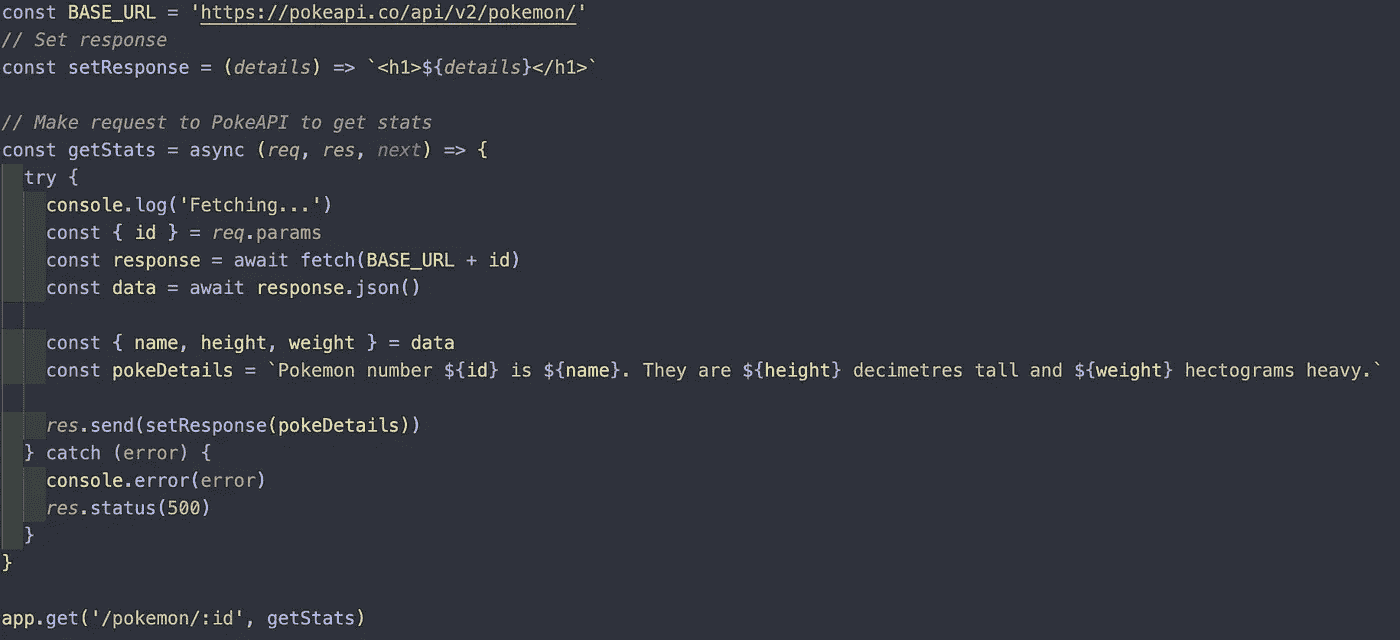 const BASE_URL = 'https://pokeapi.co/api/v2/pokemon/'
// Set response
const setResponse = (details) => `<h1>${details}</h1>`

// Make request to PokeAPI to get stats
const getStats = async (req, res, next) => {
  try {
    console.log('Fetching...')
    const { id } = req.params
    const response = await fetch(BASE_URL + id)
    const data = await response.json()

    const { name, height, weight } = data
    const pokeDetails = `Pokemon number ${id} is ${name}. They are ${height} decimetres tall and ${weight} hectograms heavy.`

    res.send(setResponse(pokeDetails))
  } catch (error) {
    console.error(error)
    res.status(500)
  }
}

app.get('/pokemon/:id', getStats)